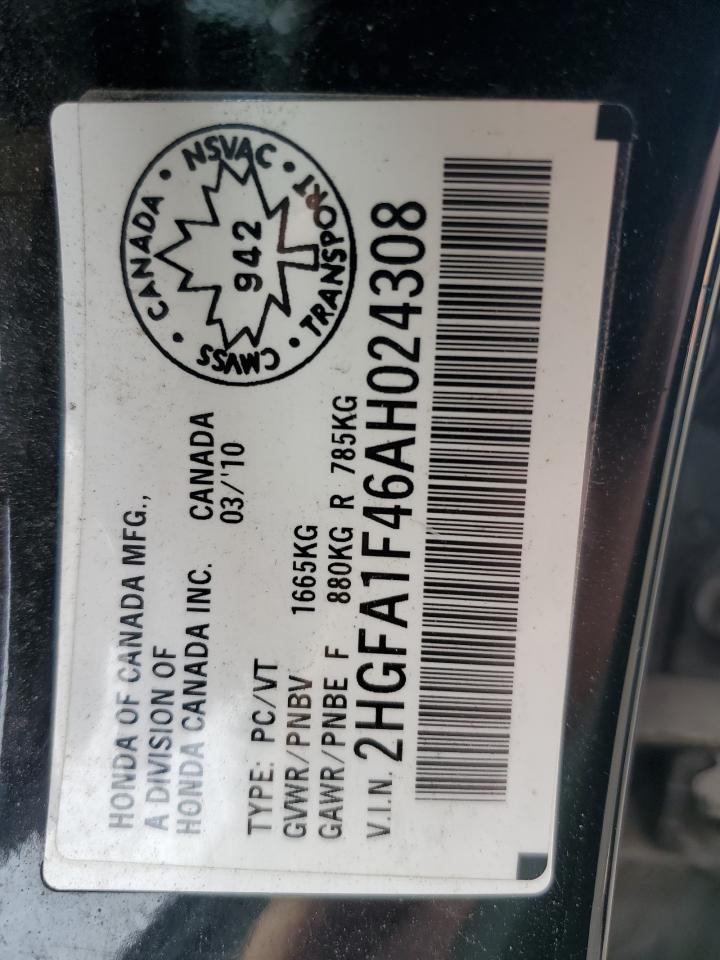 HONDA OF CANADA MFG.,
A DIVISION OF
HONDA CANADA INC. CANADA
03/'10
TYPE: PC/VT
GVWR/PNBV 1665KG
GAWR/PNBE F 880KG R 785KG
V.I.N. 2HGFA1F46AH024308
CANADA • NSVAC • TRANSPORT • CMVSS •
942